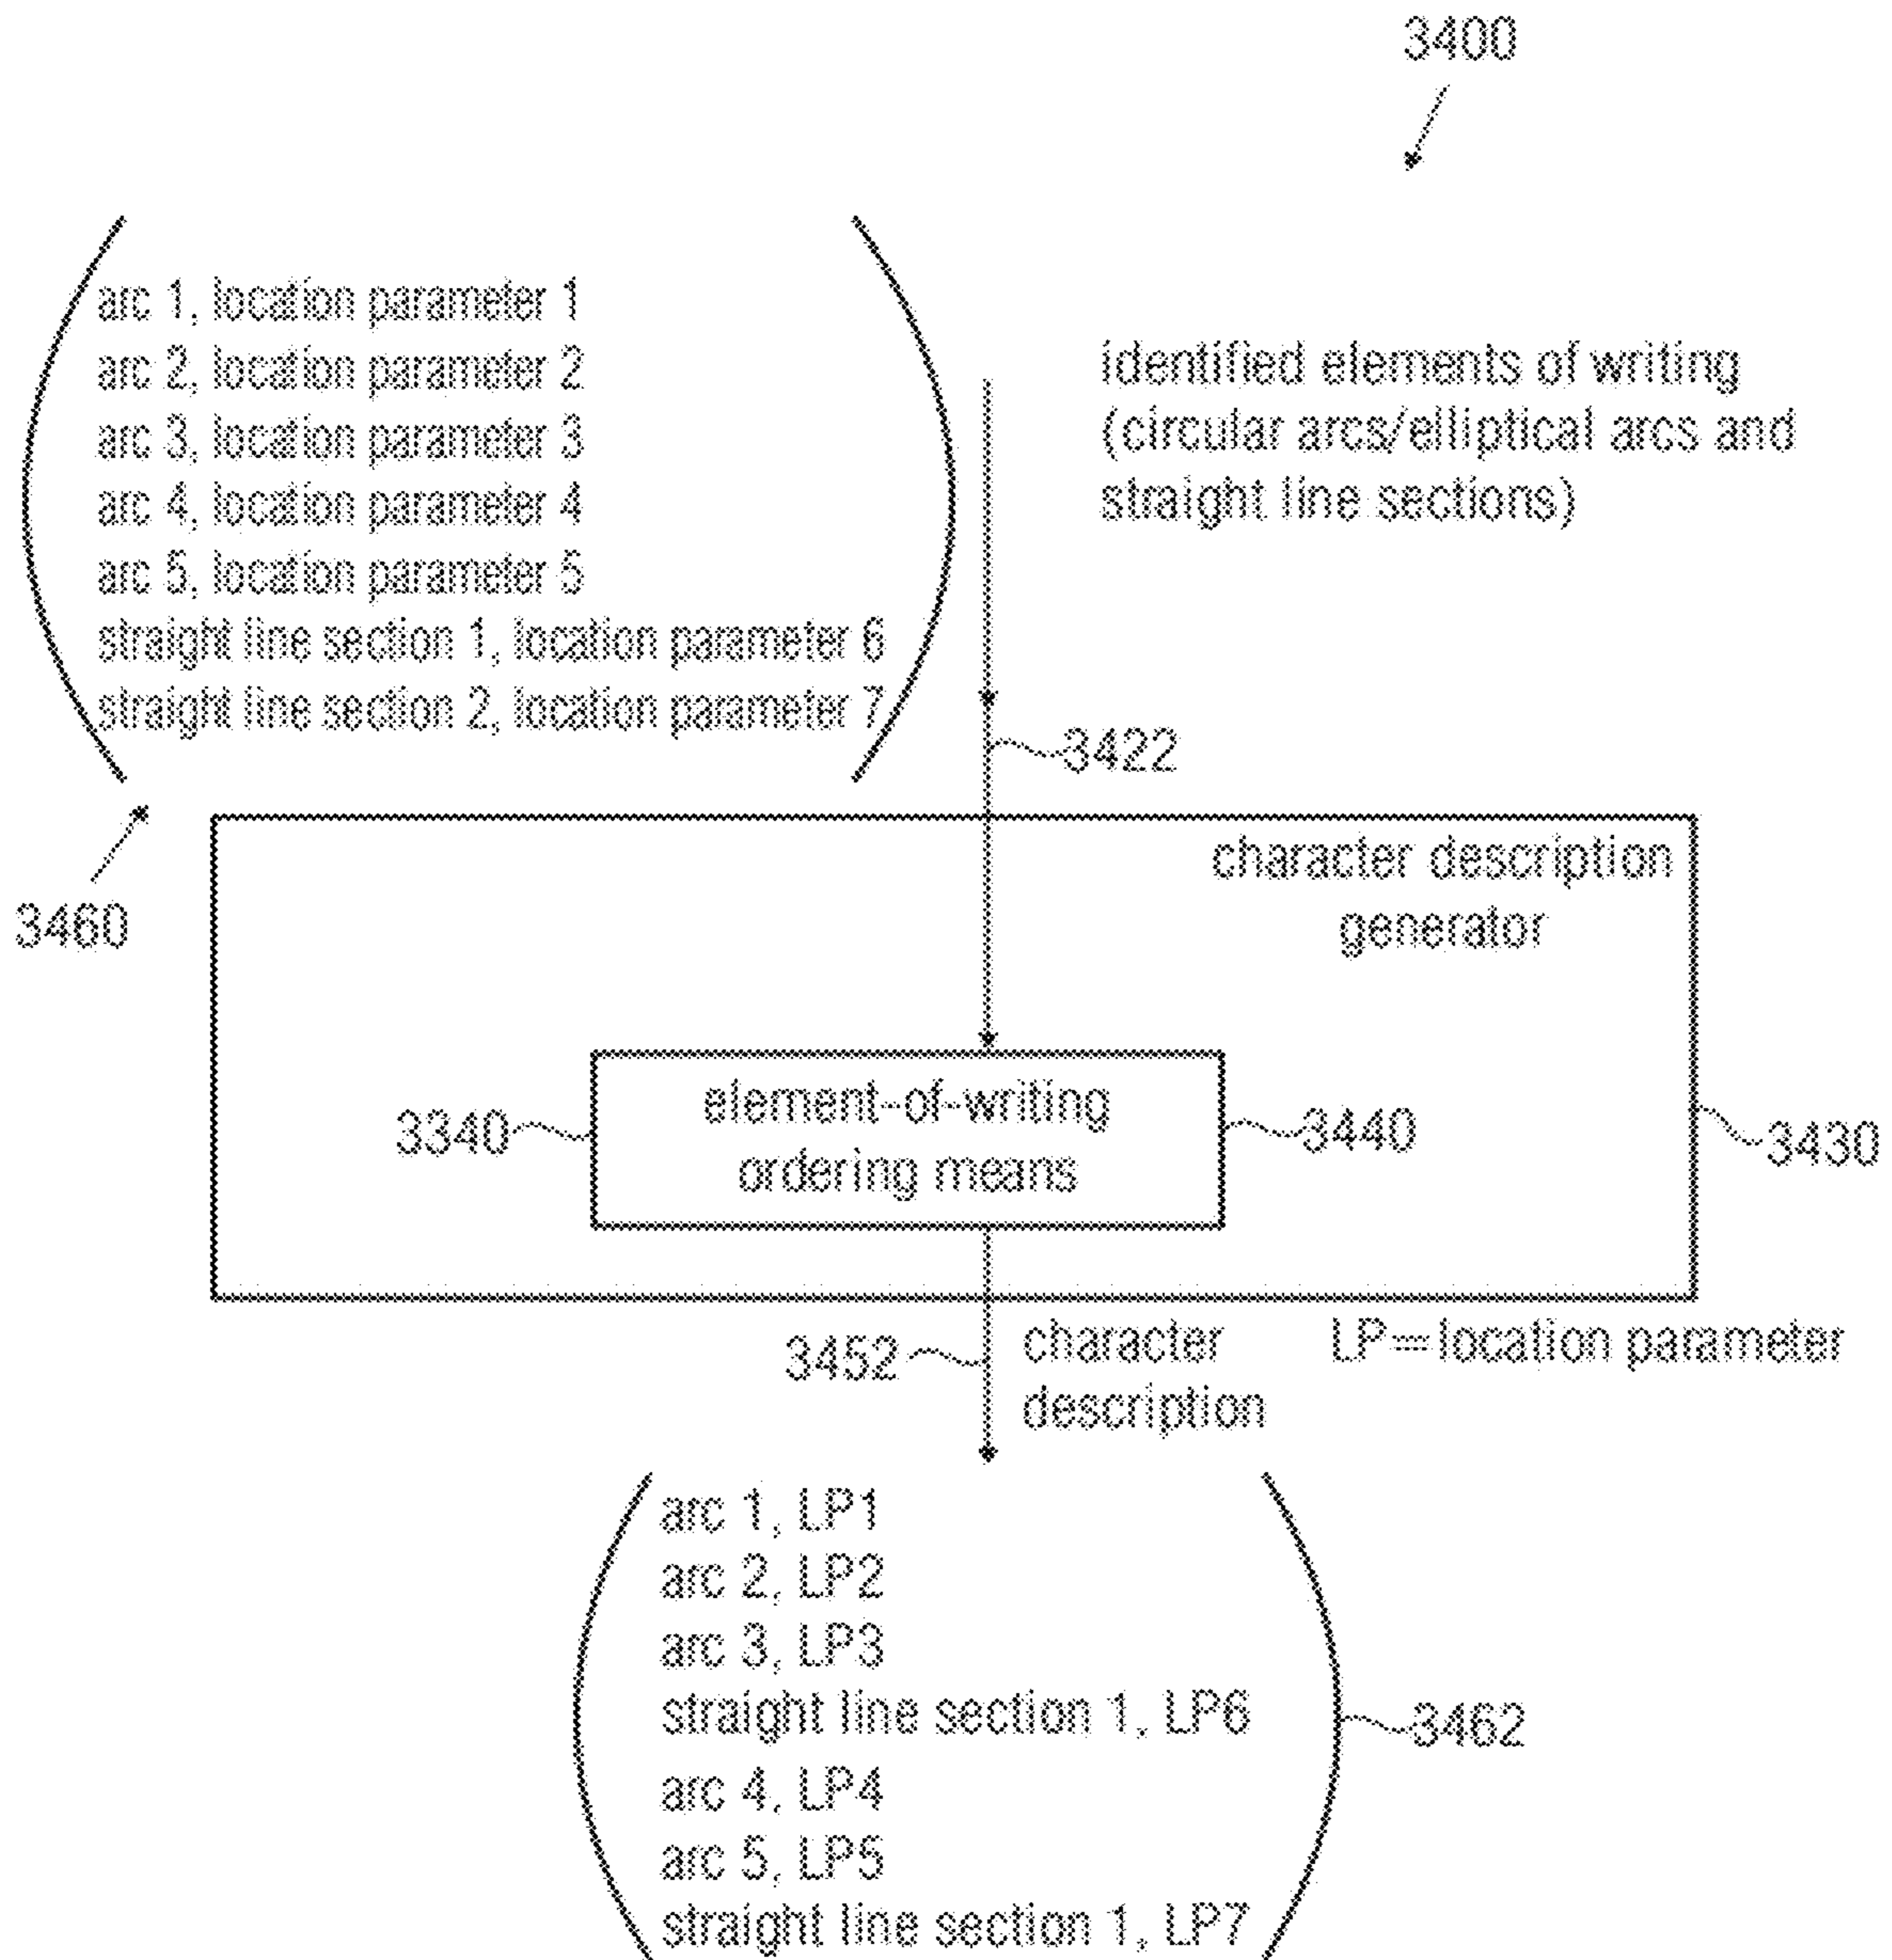 3400
arc 1, location parameter 1
arc 2, location parameter 2
arc 3, location parameter 3
arc 4, location parameter 4
arc 5, location parameter 5
straight line section 1, location parameter 6
straight line section 2, location parameter 7
identified elements of writing
(circular arcs/elliptical arcs and
straight line sections)
3422
3460
character description
generator
3340
element-of-writing
ordering means
3440
3430
3452
character
description
LP=location parameter
arc 1, LP1
arc 2, LP2
arc 3, LP3
straight line section 1, LP6
arc 4, LP4
arc 5, LP5
straight line section 1, LP7
3462